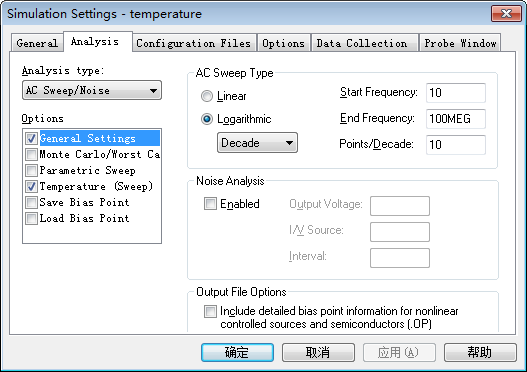 Simulation Settings - temperature
General Analysis Configuration Files Options Data Collection Probe Window
Analysis type:
AC Sweep/Noise
Options
General Settings
Monte Carlo/Worst Ca
Parametric Sweep
Temperature (Sweep)
Save Bias Point
Load Bias Point
AC Sweep Type
Linear
Logarithmic
Decade
Start Frequency: 10
End Frequency: 100MEG
Points/Decade: 10
Noise Analysis
Enabled
Output Voltage:
I/V Source:
Interval:
Output File Options
Include detailed bias point information for nonlinear
controlled sources and semiconductors (.OP)
确定 取消 应用(A) 帮助